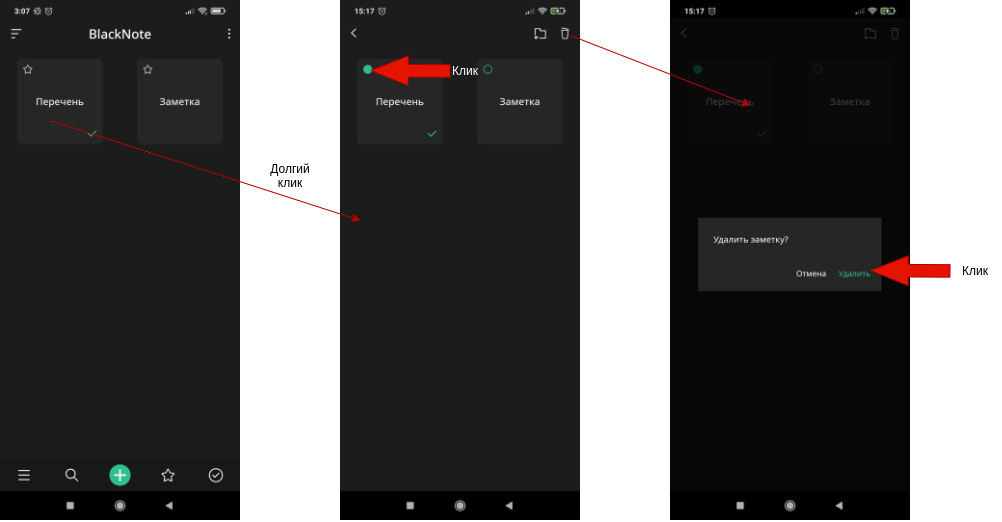 3:07
BlackNote
Перечень
Заметка
Долгий
клик
15:17
Клик
Перечень
Заметка
15:17
Перечень
Заметка
Удалить заметку?
Отмена
Удалить
Клик